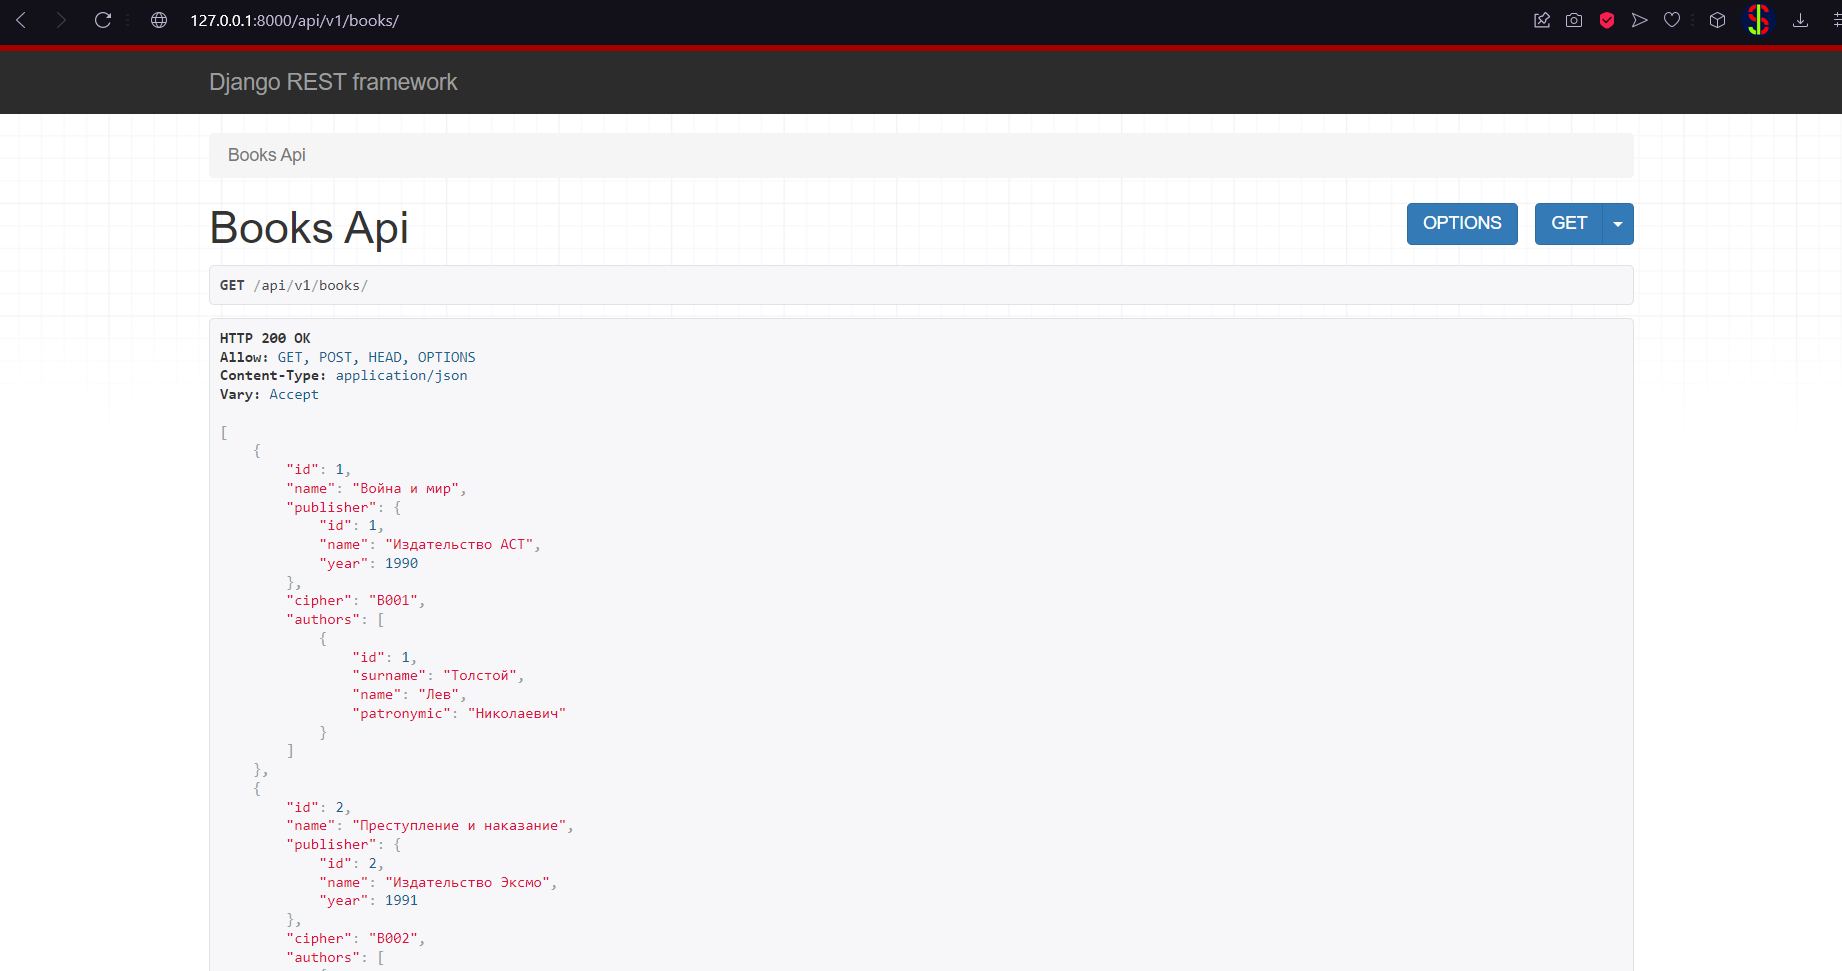 127.0.0.1:8000/api/v1/books/
Django REST framework
Books Api
Books Api
OPTIONS
GET
GET /api/v1/books/
HTTP 200 OK
Allow: GET, POST, HEAD, OPTIONS
Content-Type: application/json
Vary: Accept
[
    {
        "id": 1,
        "name": "Война и мир",
        "publisher": {
            "id": 1,
            "name": "Издательство АСТ",
            "year": 1990
        },
        "cipher": "B001",
        "authors": [
            {
                "id": 1,
                "surname": "Толстой",
                "name": "Лев",
                "patronymic": "Николаевич"
            }
        ]
    },
    {
        "id": 2,
        "name": "Преступление и наказание",
        "publisher": {
            "id": 2,
            "name": "Издательство Эксмо",
            "year": 1991
        },
        "cipher": "B002",
        "authors": [